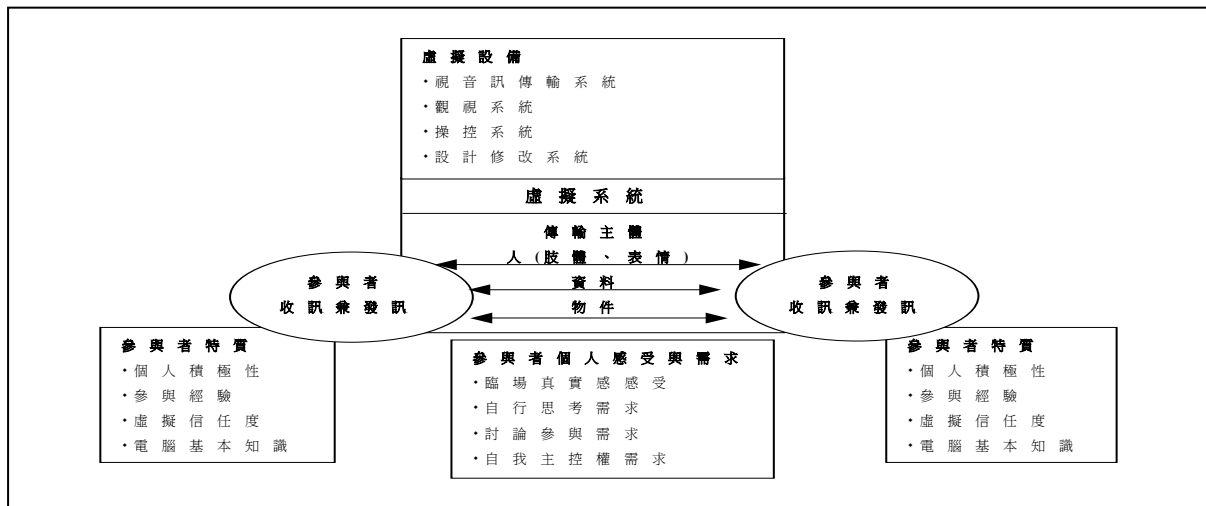 虛擬設備
・視音訊傳輸系統
・觀視系統
・操控系統
・設計修改系統
虛擬系統
傳輸主體
人(肢體、表情)
資料
物件
參與者
收訊兼發訊
參與者
收訊兼發訊
參與者特質
・個人積極性
・參與經驗
・虛擬信任度
・電腦基本知識
參與者個人感受與需求
・臨場真實感感受
・自行思考需求
・討論參與需求
・自我主控權需求
參與者特質
・個人積極性
・參與經驗
・虛擬信任度
・電腦基本知識